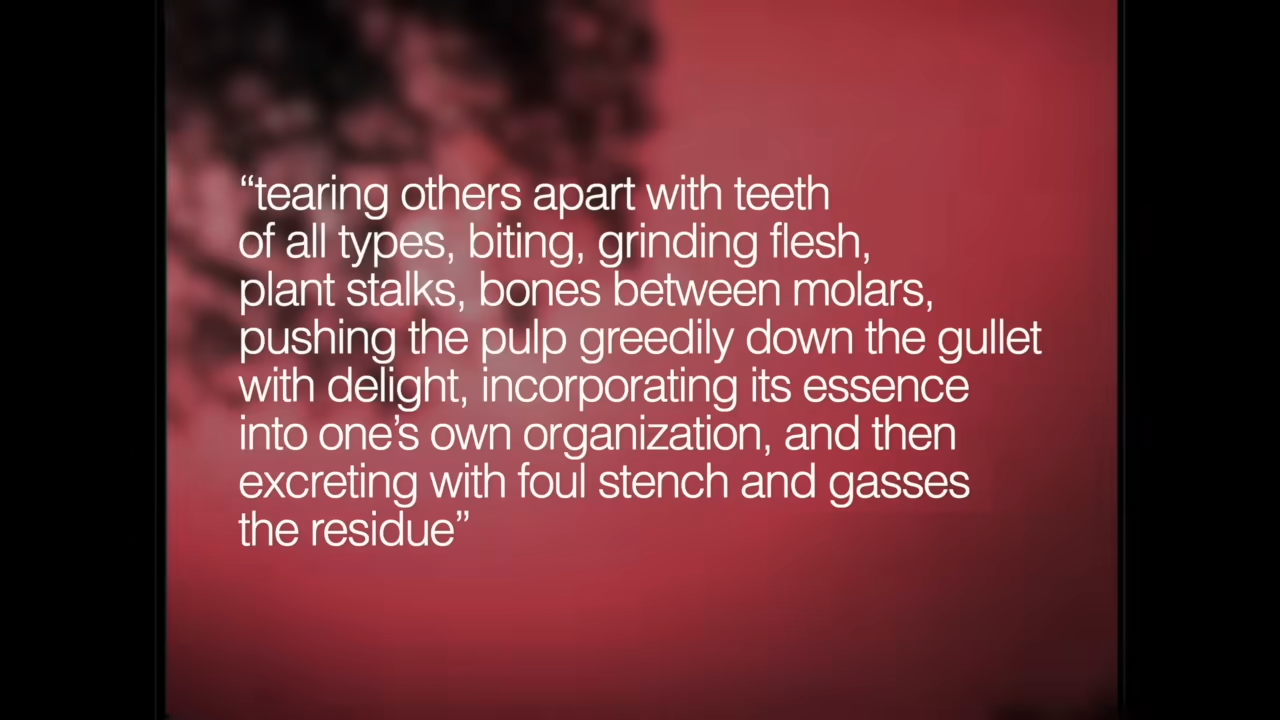 “tearing others apart with teeth
of all types, biting, grinding flesh,
plant stalks, bones between molars,
pushing the pulp greedily down the gullet
with delight, incorporating its essence
into one’s own organization, and then
excreting with foul stench and gasses
the residue”